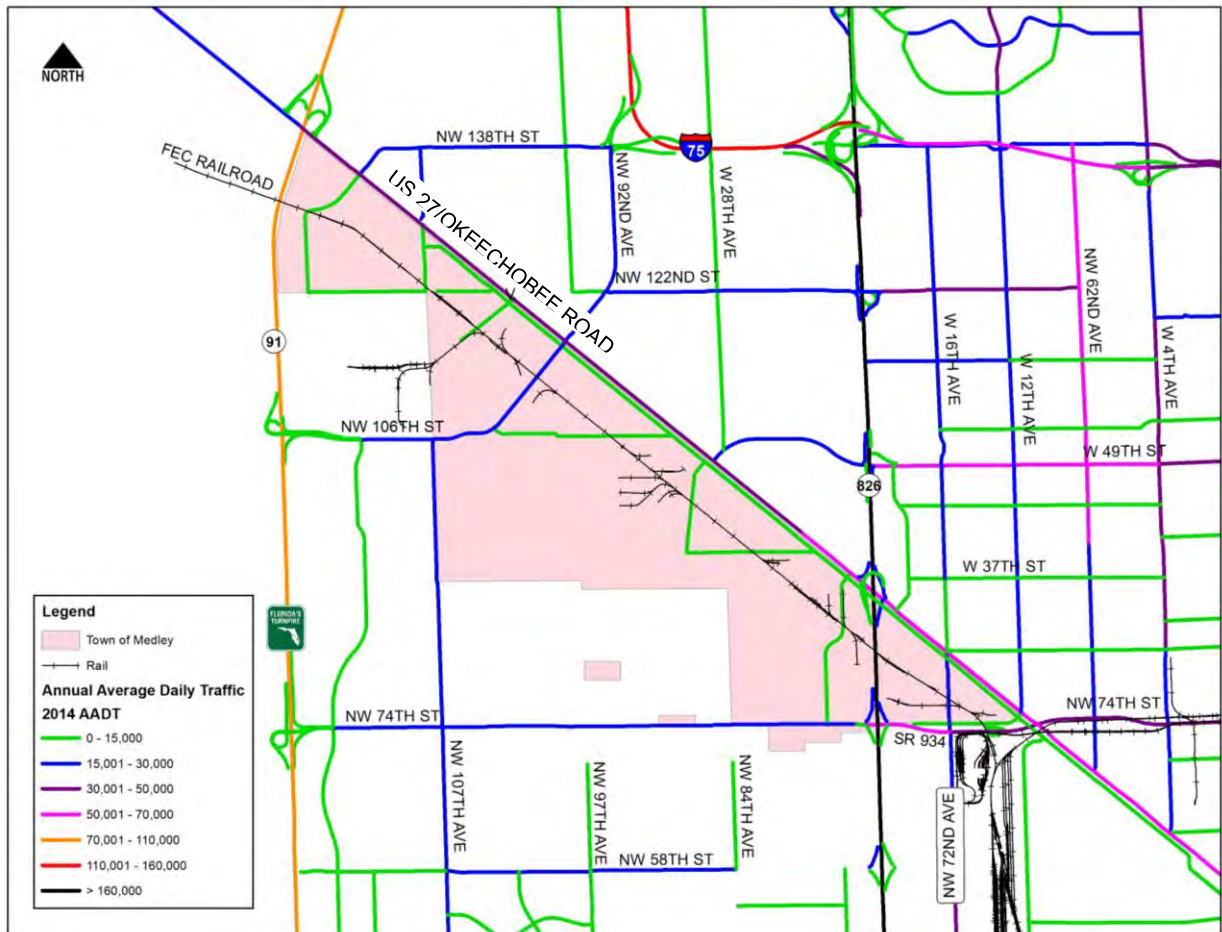 NORTH
NW 138TH ST
FEC RAILROAD
75
US 27/OKEECHOBEE ROAD
NW 92ND AVE
W 28TH AVE
NW 122ND ST
NW 62ND AVE
91
W 16TH AVE
W 12TH AVE
W 4TH AVE
NW 106TH ST
W 49TH ST
826
W 37TH ST
Legend
Town of Medley
Rail
Annual Average Daily Traffic
2014 AADT
0 - 15,000
15,001 - 30,000
30,001 - 50,000
50,001 - 70,000
70,001 - 110,000
110,001 - 160,000
> 160,000
FLORIDA'S
TURNPIKE
NW 74TH ST
NW 74TH ST
SR 934
NW 107TH AVE
NW 97TH AVE
NW 84TH AVE
NW 72ND AVE
NW 58TH ST